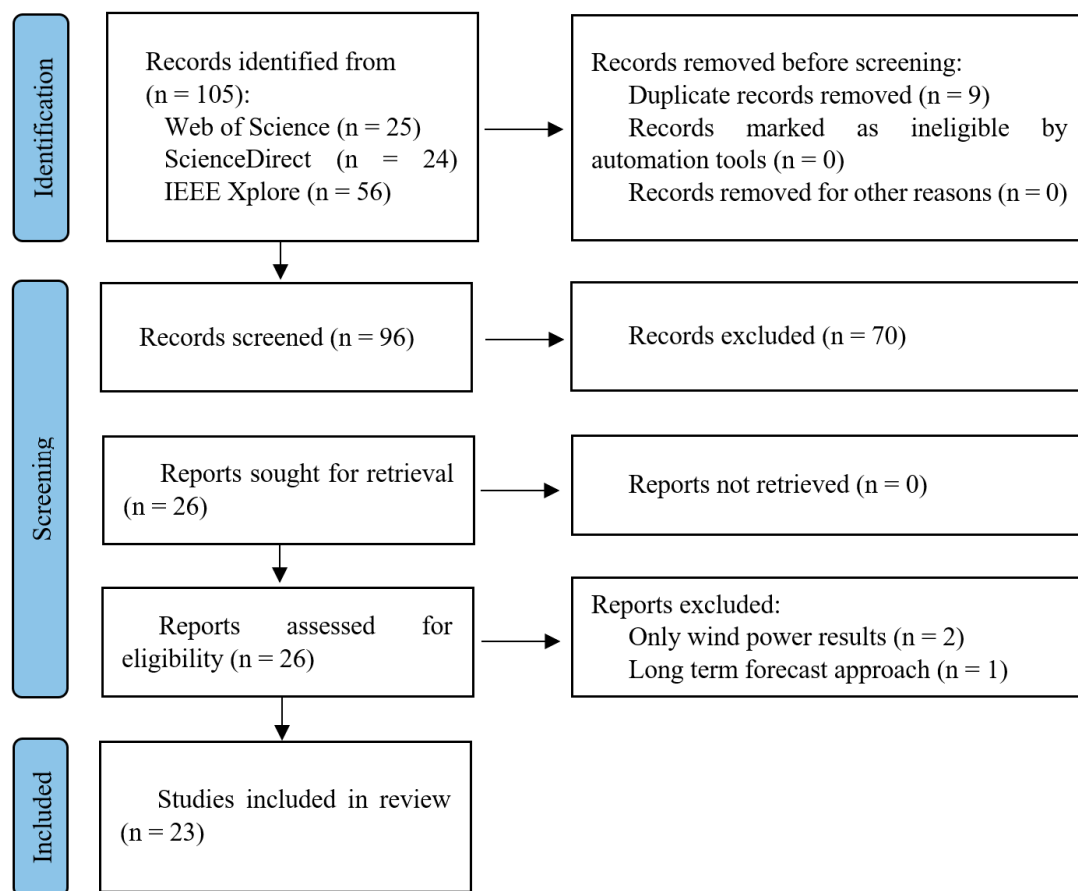 Identification
Records identified from
(n = 105):
Web of Science (n = 25)
ScienceDirect (n = 24)
IEEE Xplore (n = 56)
Records removed before screening:
Duplicate records removed (n = 9)
Records marked as ineligible by
automation tools (n = 0)
Records removed for other reasons (n = 0)
Screening
Records screened (n = 96)
Records excluded (n = 70)
Reports sought for retrieval
(n = 26)
Reports not retrieved (n = 0)
Reports assessed for
eligibility (n = 26)
Reports excluded:
Only wind power results (n = 2)
Long term forecast approach (n = 1)
Included
Studies included in review
(n = 23)